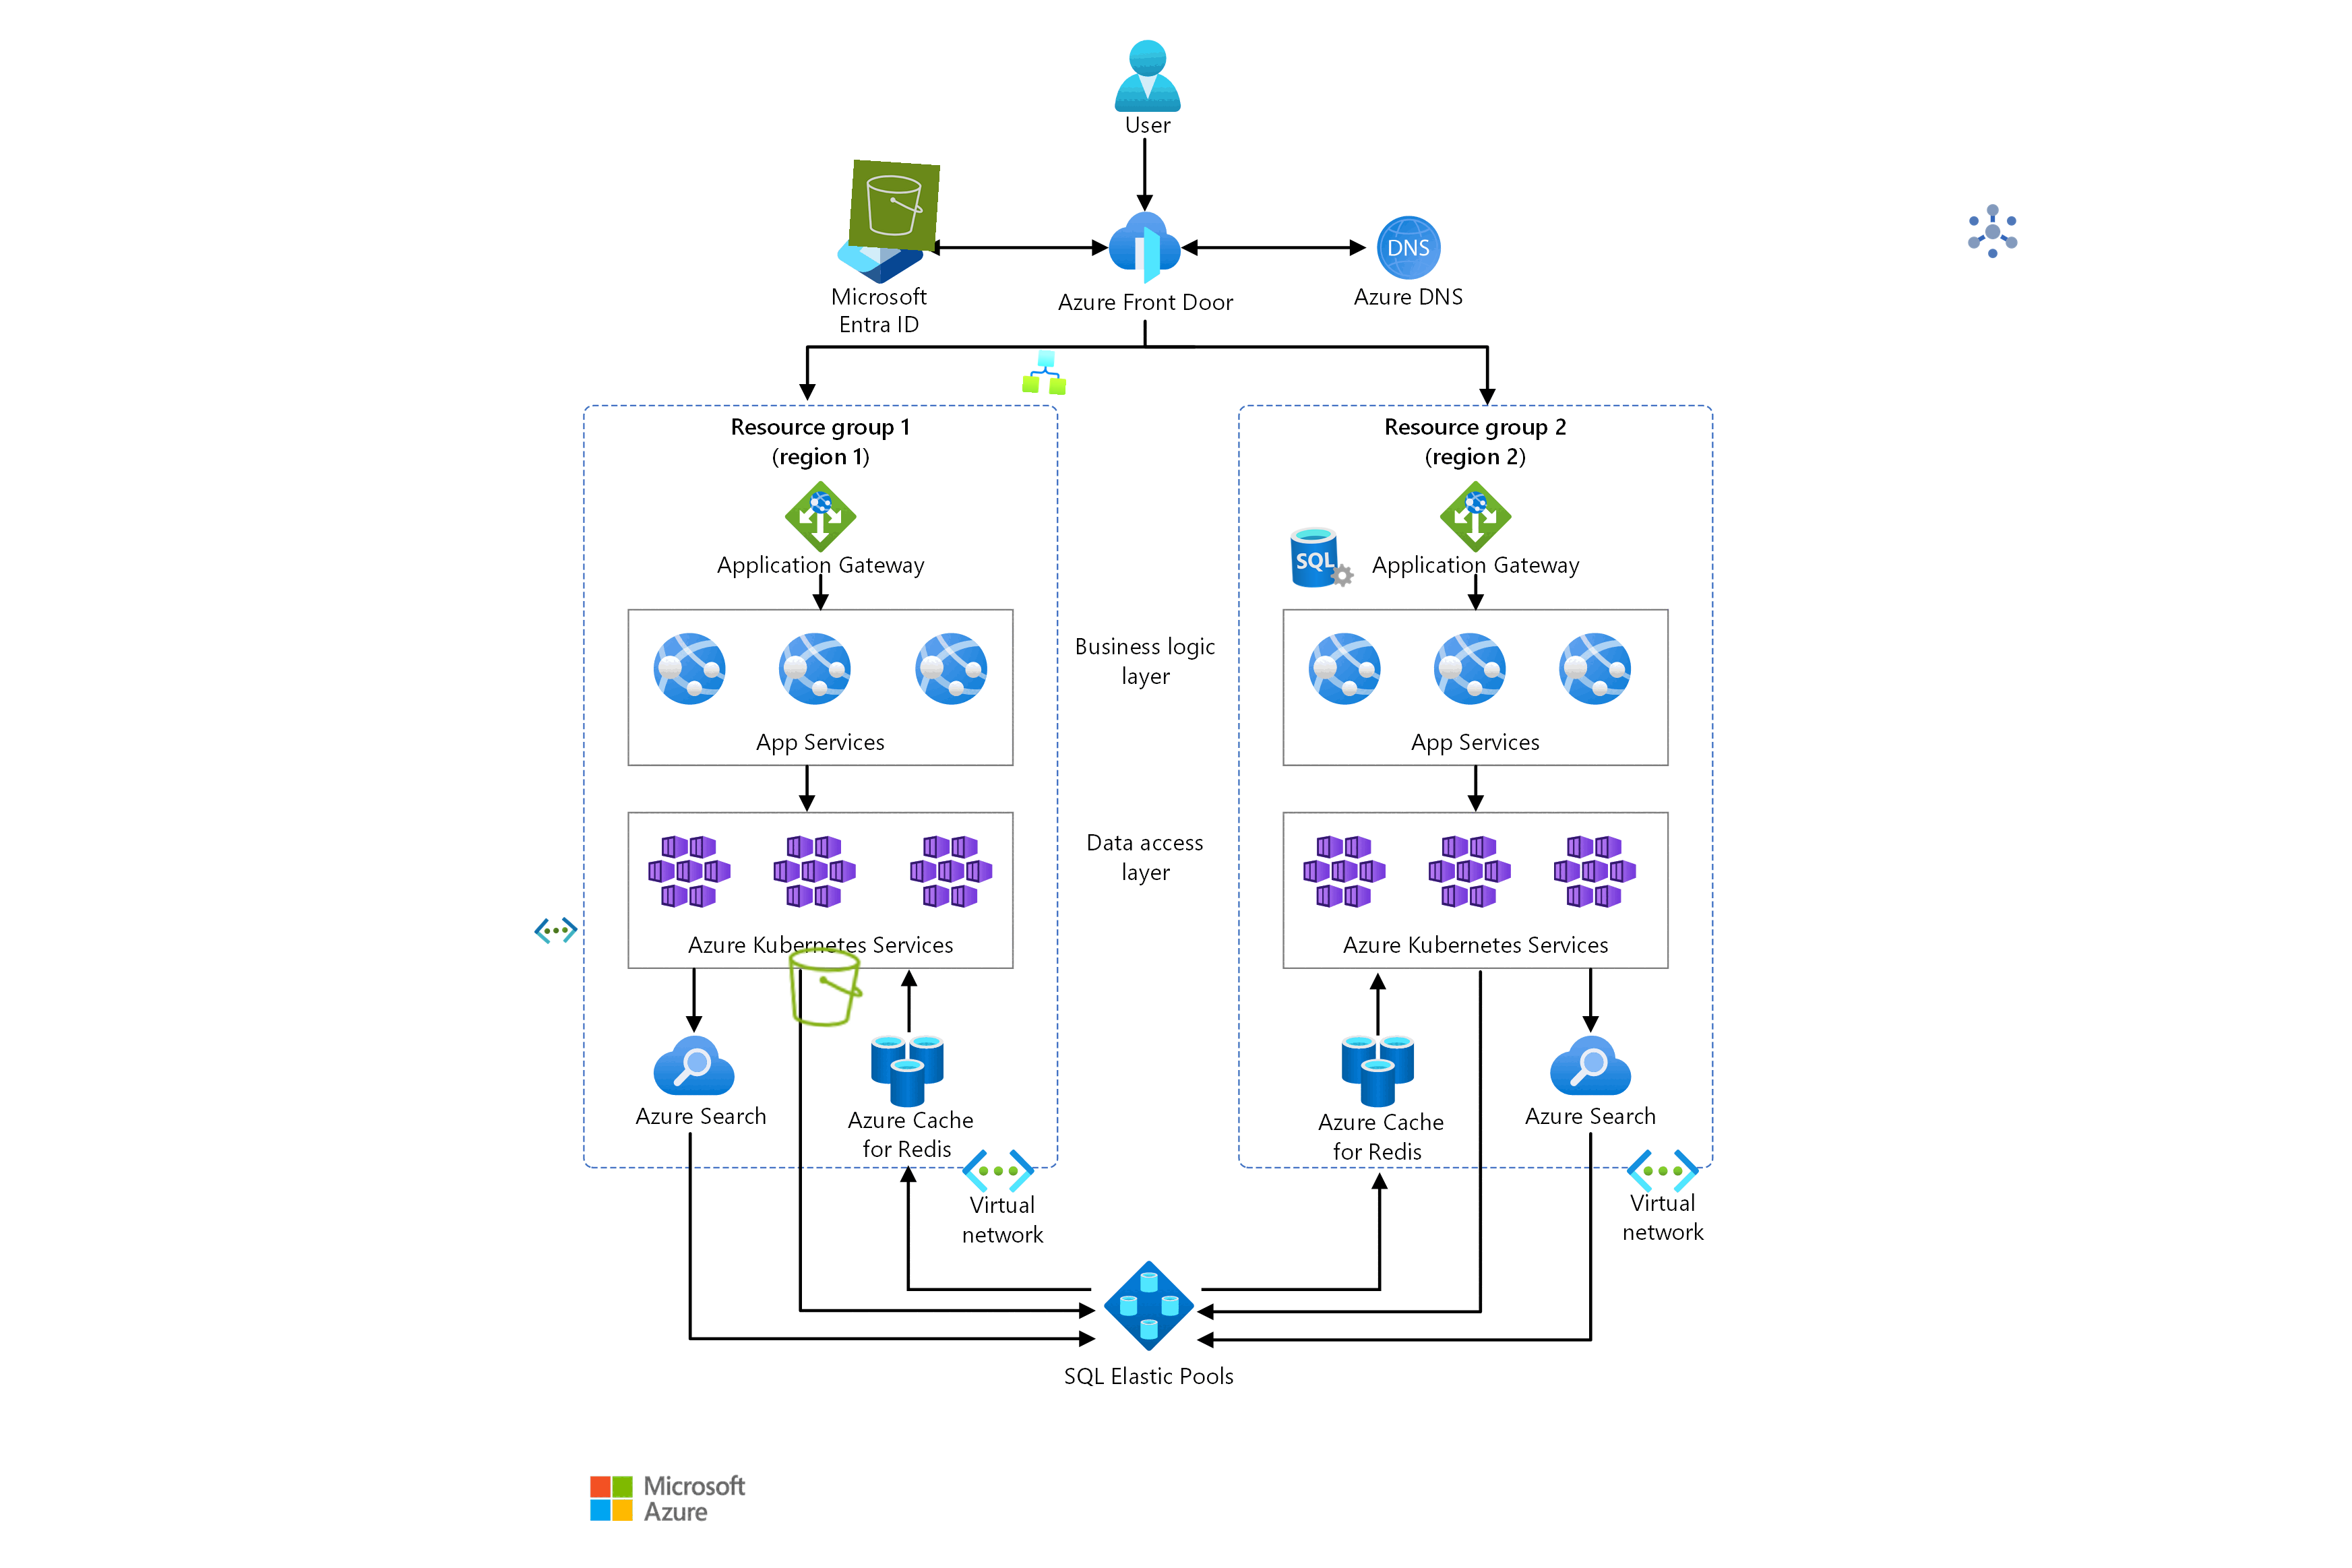 User
Microsoft
Entra ID
Azure Front Door
DNS
Azure DNS
Resource group 1
(region 1)
Resource group 2
(region 2)
Application Gateway
SQL
Application Gateway
Business logic
layer
App Services
App Services
Data access
layer
Azure Kubernetes Services
Azure Kubernetes Services
Azure Search
Azure Cache
for Redis
Azure Cache
for Redis
Azure Search
Virtual
network
Virtual
network
SQL Elastic Pools
Microsoft
Azure